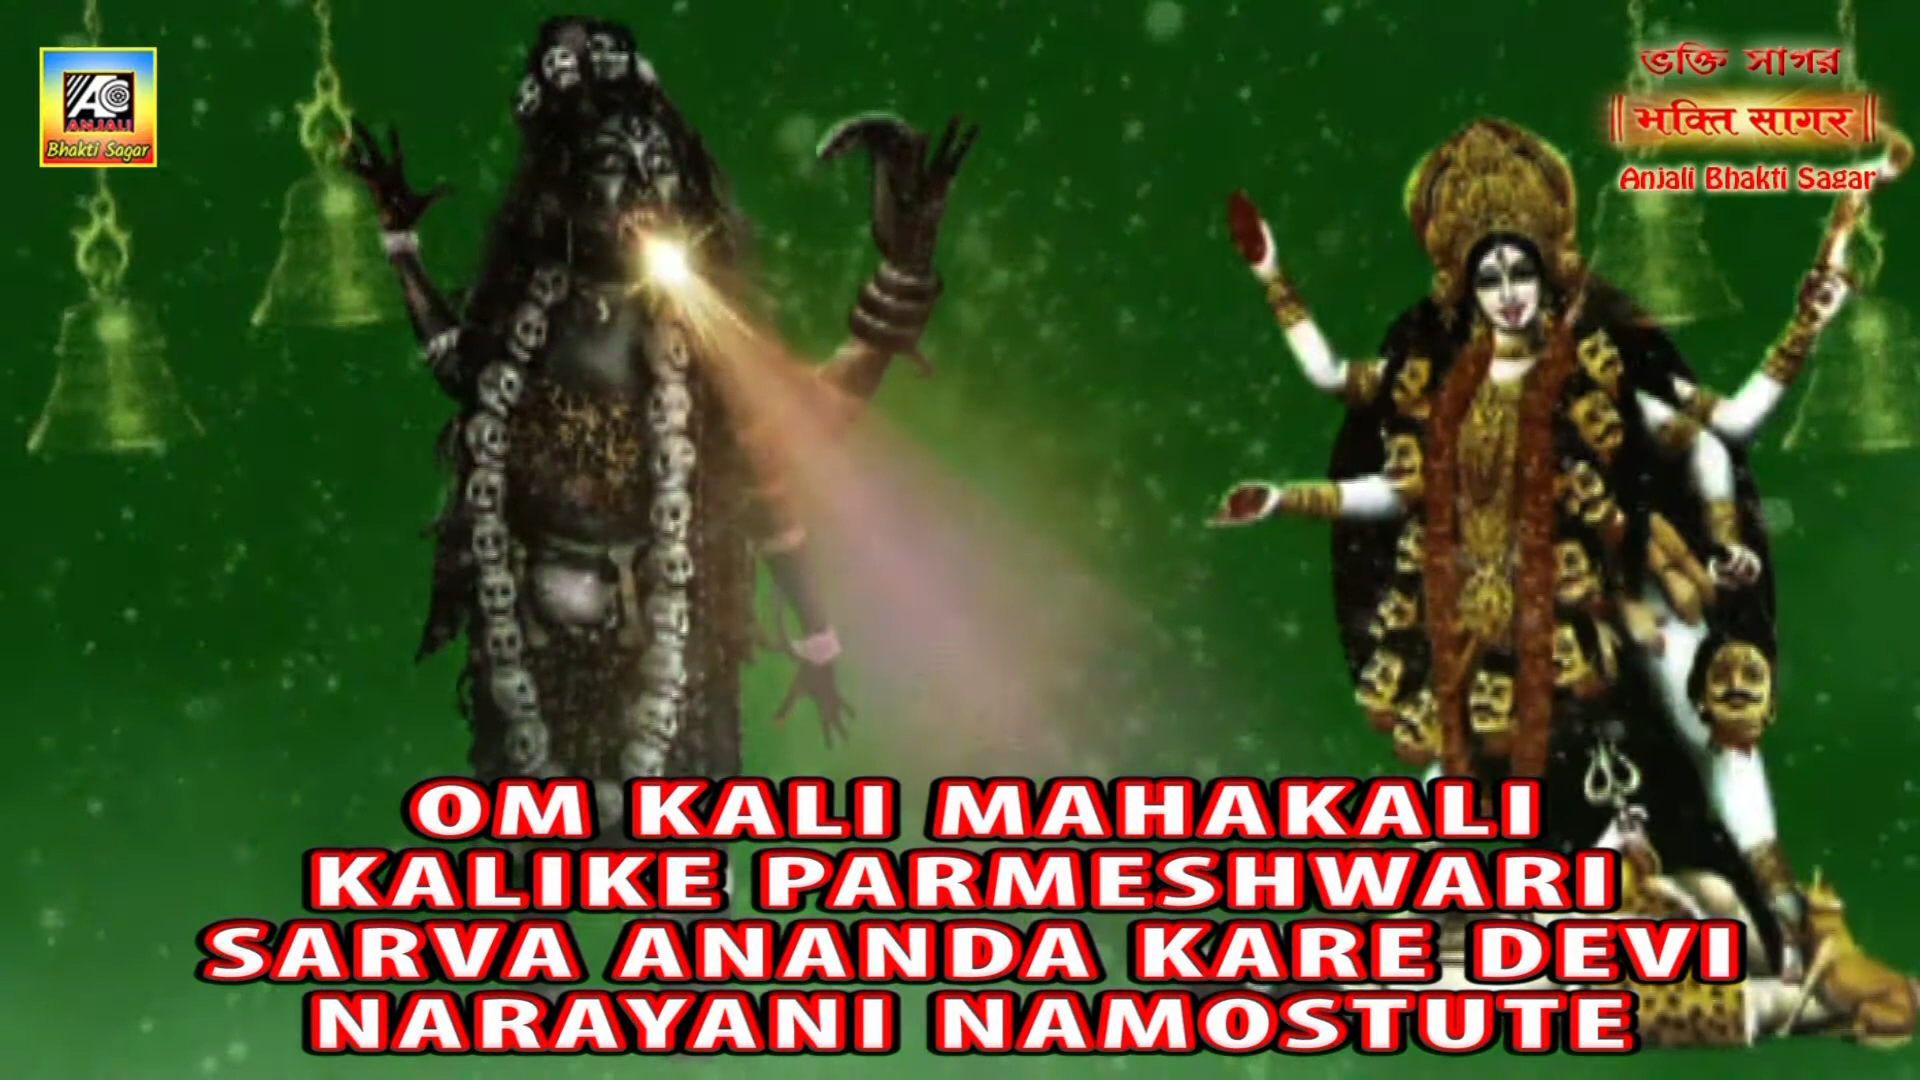 ANJALI
Bhakti Sagar
ভক্তি সাগর
॥ भक्ति सागर ॥
Anjali Bhakti Sagar
OM KALI MAHAKALI
KALIKE PARMESHWARI
SARVA ANANDA KARE DEVI
NARAYANI NAMOSTUTE